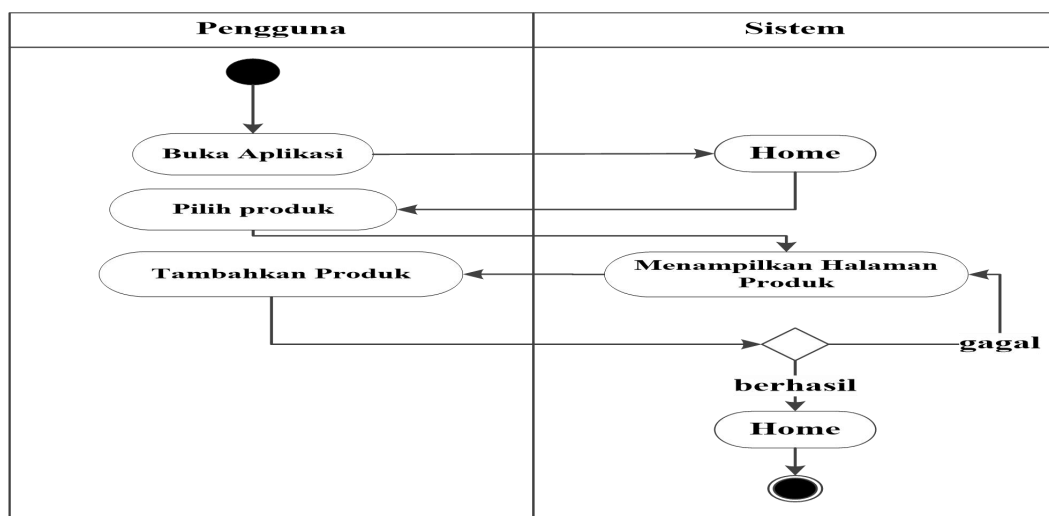 Pengguna
Sistem
Buka Aplikasi
Home
Pilih produk
Tambahkan Produk
Menampilkan Halaman
Produk
gagal
berhasil
Home